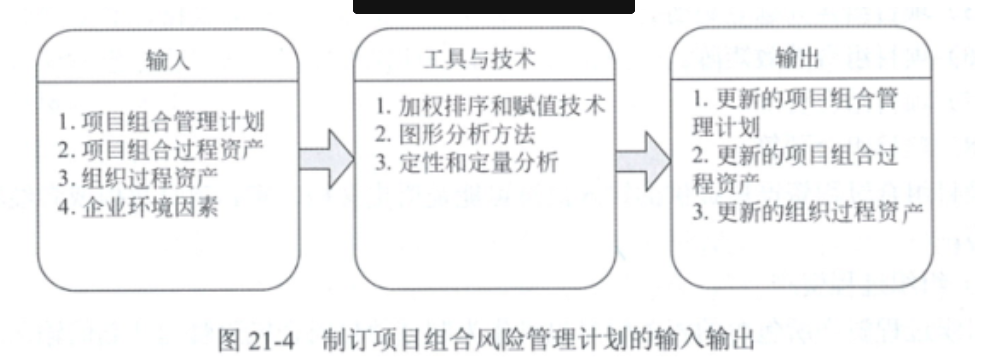 输入
1. 项目组合管理计划
2. 项目组合过程资产
3. 组织过程资产
4. 企业环境因素
工具与技术
1. 加权排序和赋值技术
2. 图形分析方法
3. 定性和定量分析
输出
1. 更新的项目组合管
理计划
2. 更新的项目组合过
程资产
3. 更新的组织过程资产
图 21-4 制订项目组合风险管理计划的输入输出